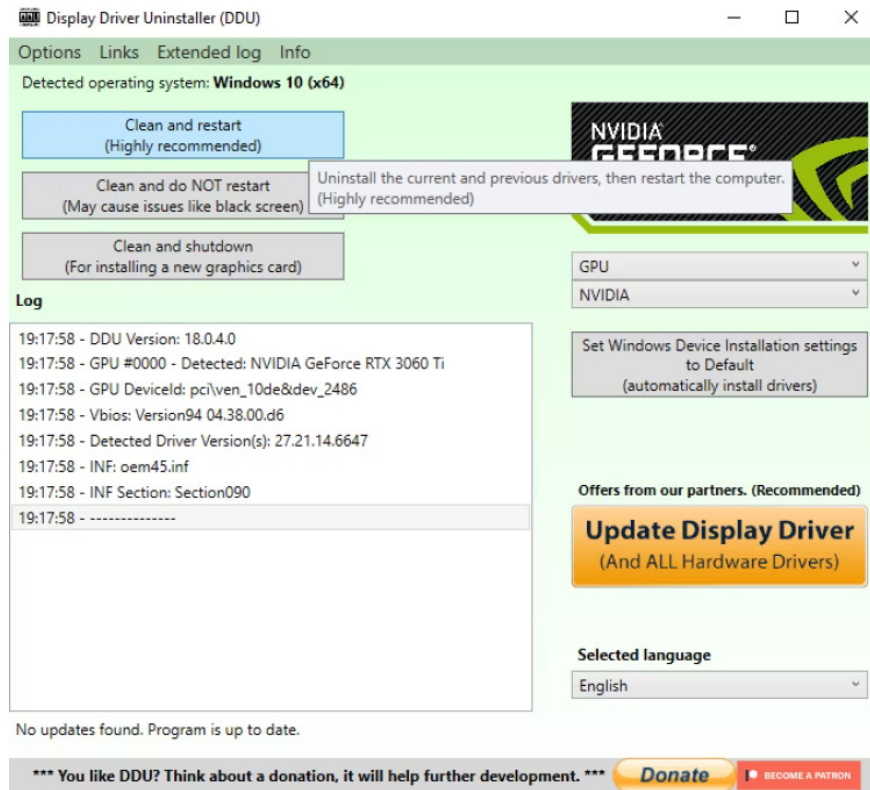 Display Driver Uninstaller (DDU)
Options Links Extended log Info
Detected operating system: Windows 10 (x64)
Clean and restart
(Highly recommended)
Clean and do NOT restart
(May cause issues like black screen)
Clean and shutdown
(For installing a new graphics card)
Uninstall the current and previous drivers, then restart the computer.
(Highly recommended)
NVIDIA
GEFORCE
GPU
NVIDIA
Set Windows Device Installation settings
to Default
(automatically install drivers)
Log
19:17:58 - DDU Version: 18.0.4.0
19:17:58 - GPU #0000 - Detected: NVIDIA GeForce RTX 3060 Ti
19:17:58 - GPU DeviceId: pci\ven_10de&dev_2486
19:17:58 - Vbios: Version94 04.38.00.d6
19:17:58 - Detected Driver Version(s): 27.21.14.6647
19:17:58 - INF: oem45.inf
19:17:58 - INF Section: Section090
19:17:58 - --------------
Offers from our partners. (Recommended)
Update Display Driver
(And ALL Hardware Drivers)
Selected language
English
No updates found. Program is up to date.
*** You like DDU? Think about a donation, it will help further development. ***
Donate
BECOME A PATRON